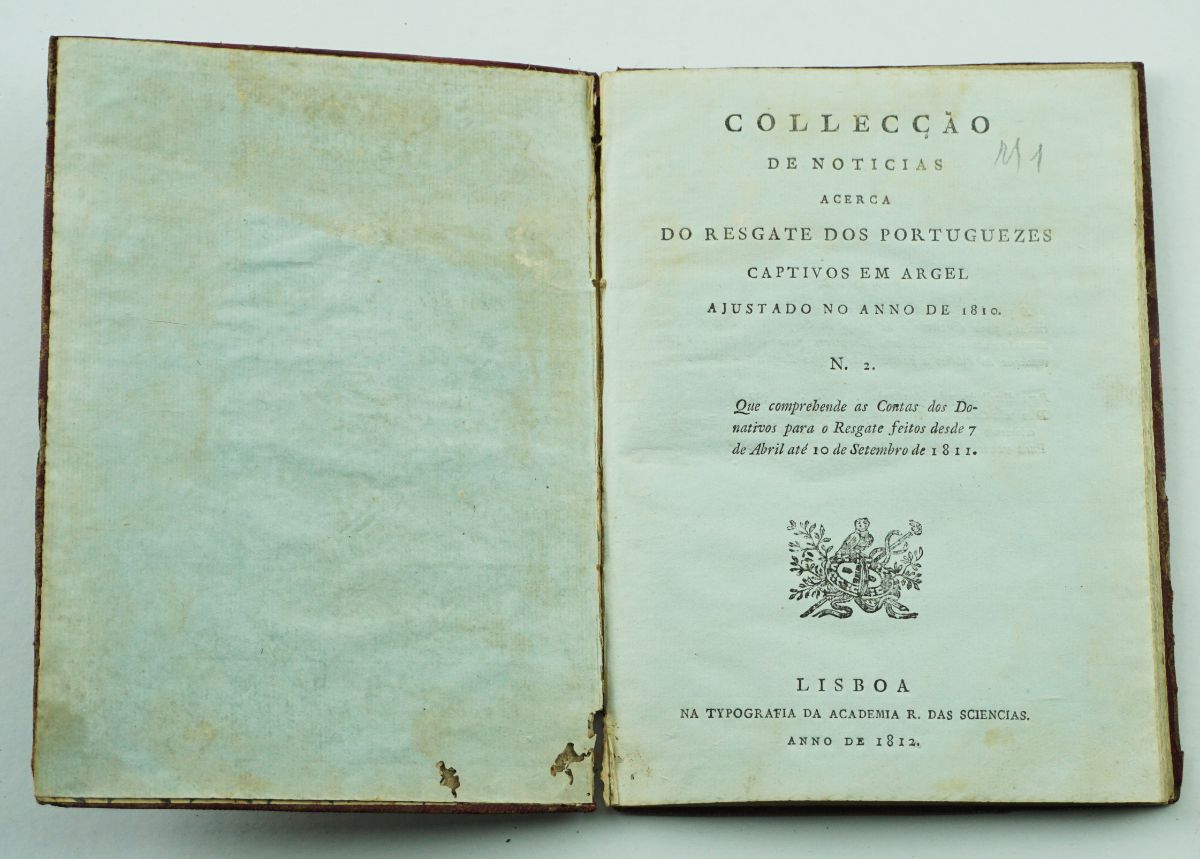 COLLECÇÃO
DE NOTICIAS
ACERCA
DO RESGATE DOS PORTUGUEZES
CAPTIVOS EM ARGEL
AJUSTADO NO ANNO DE 1810.
N. 2.
Que comprehende as Contas dos Do-
nativos para o Resgate feitos desde 7
de Abril até 10 de Setembro de 1811.
LISBOA
NA TYPOGRAFIA DA ACADEMIA R. DAS SCIENCIAS.
ANNO DE 1812.